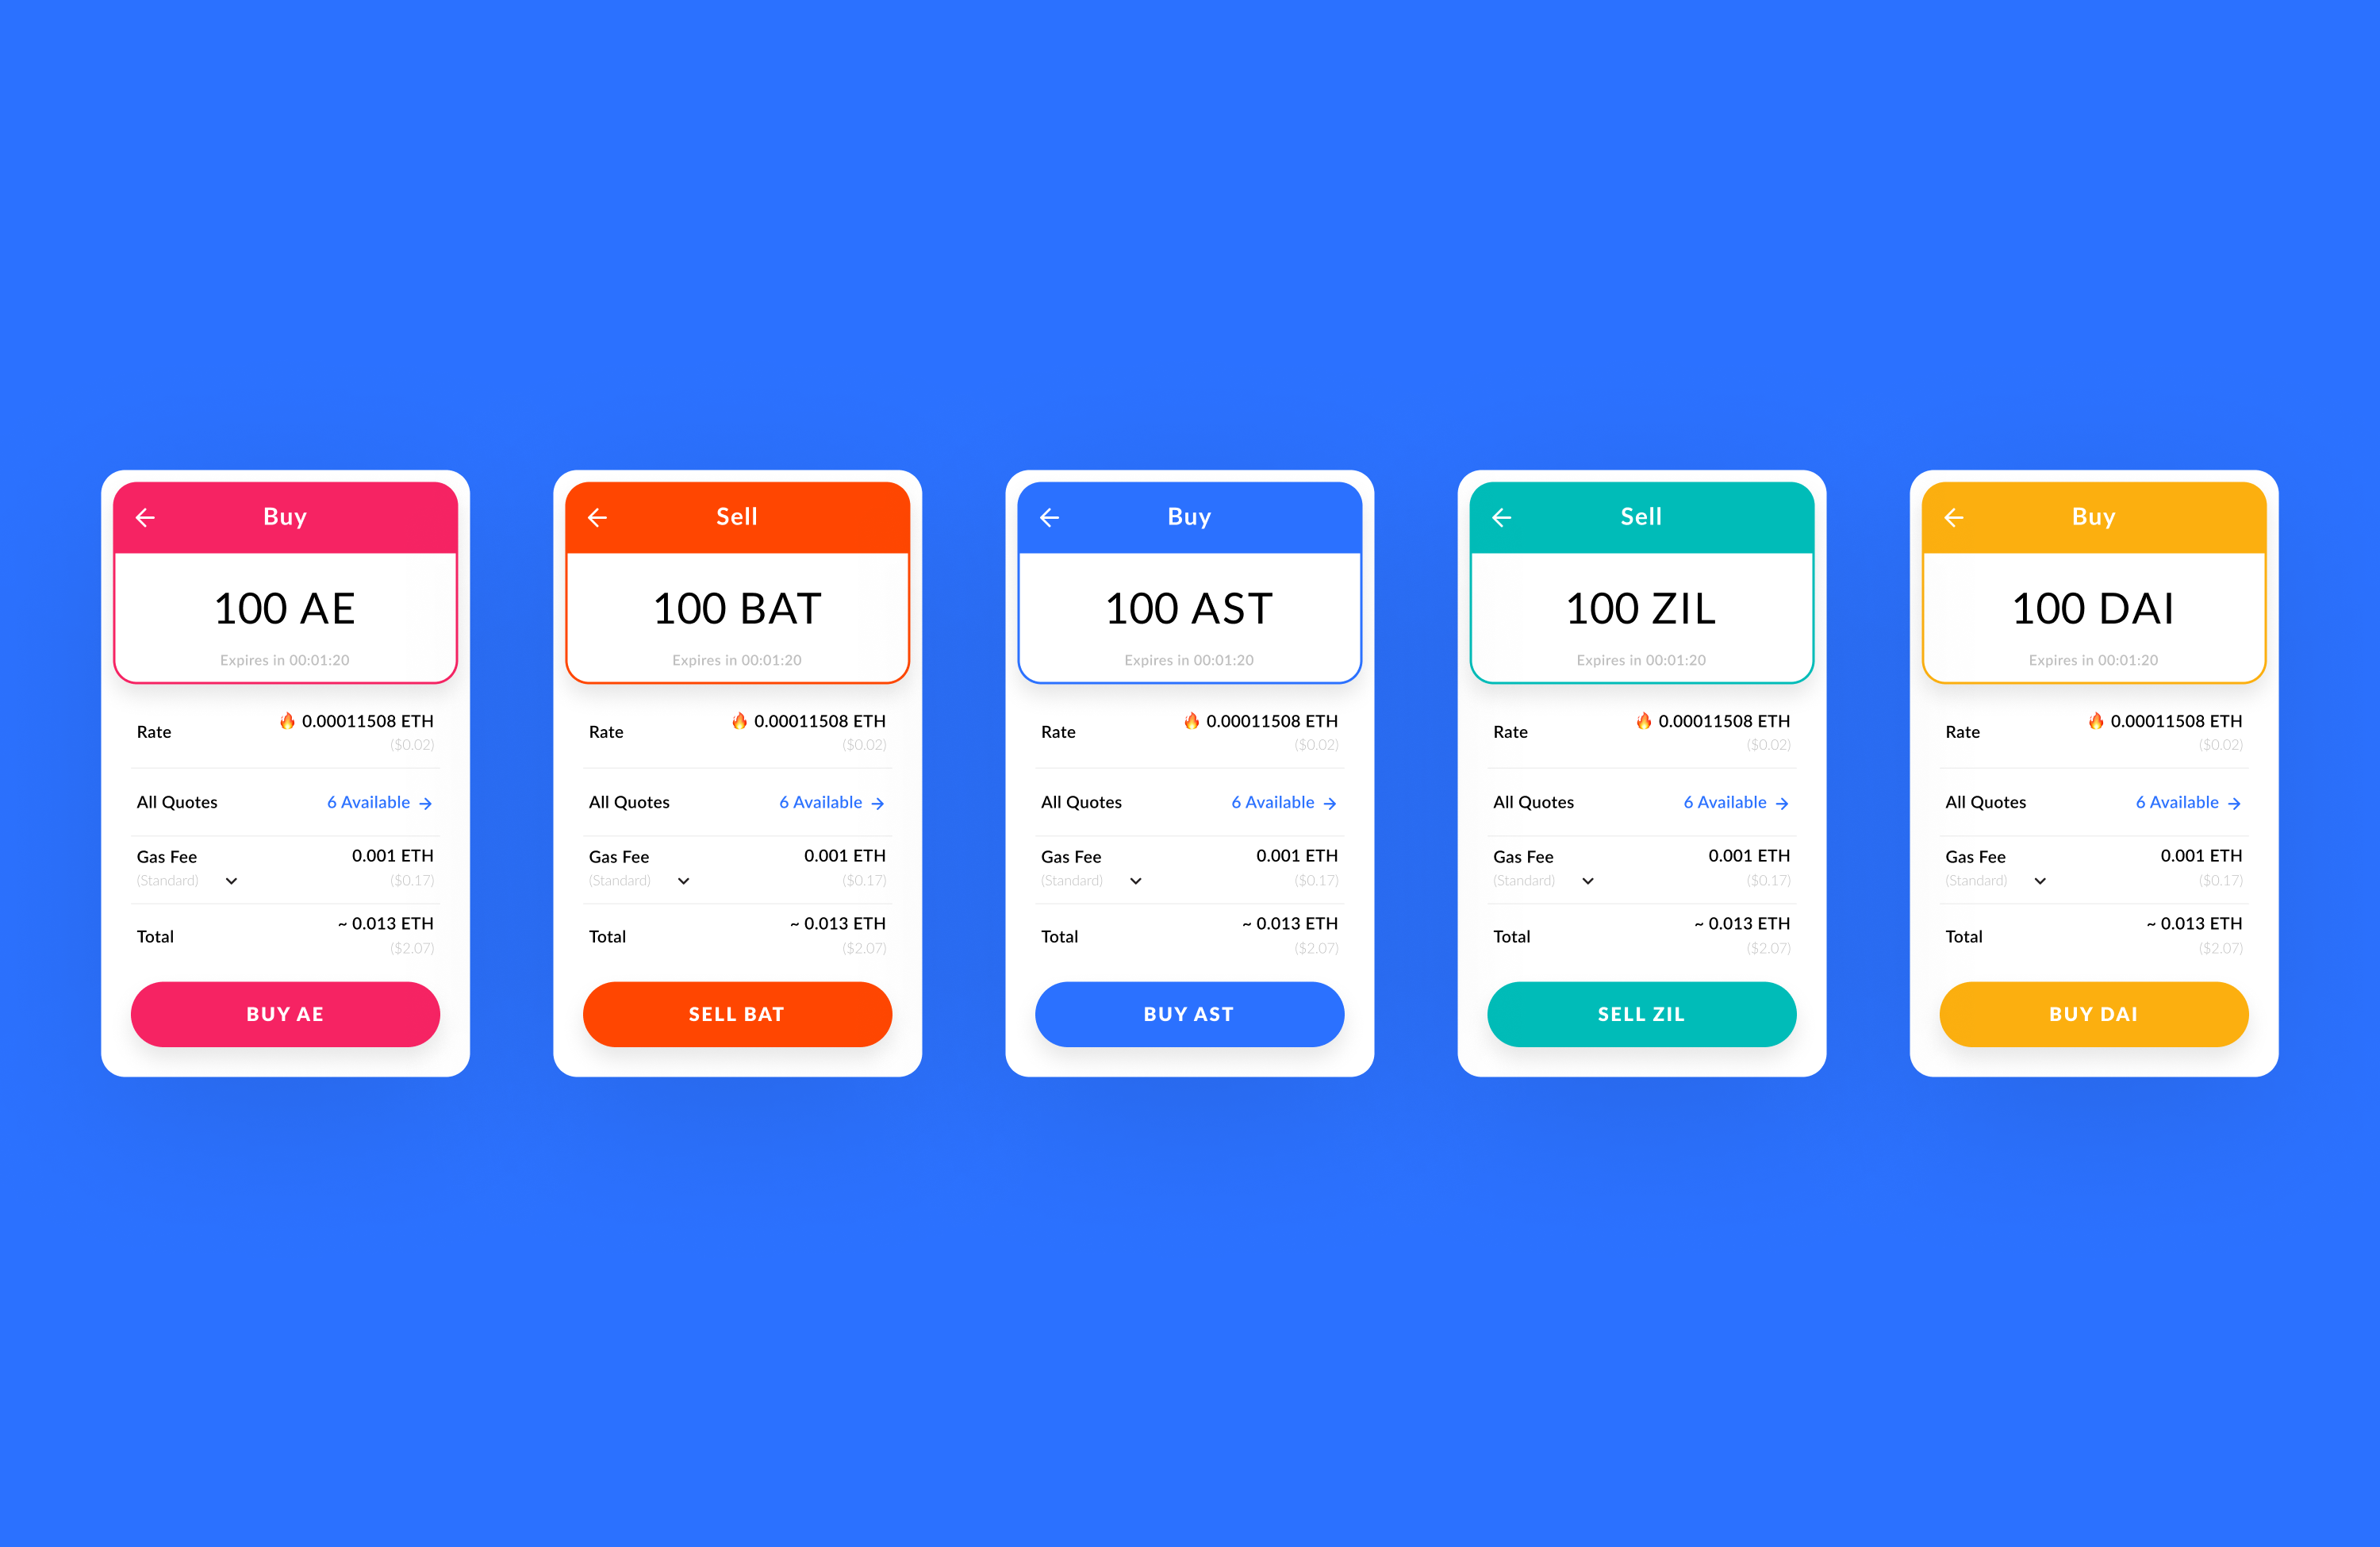 Buy
100 AE
Expires in 00:01:20
Rate
🔥 0.00011508 ETH
($0.02)
All Quotes
6 Available →
Gas Fee
0.001 ETH
(Standard)
($0.17)
Total
~ 0.013 ETH
($2.07)
BUY AE
Sell
100 BAT
Expires in 00:01:20
Rate
🔥 0.00011508 ETH
($0.02)
All Quotes
6 Available →
Gas Fee
0.001 ETH
(Standard)
($0.17)
Total
~ 0.013 ETH
($2.07)
SELL BAT
Buy
100 AST
Expires in 00:01:20
Rate
🔥 0.00011508 ETH
($0.02)
All Quotes
6 Available →
Gas Fee
0.001 ETH
(Standard)
($0.17)
Total
~ 0.013 ETH
($2.07)
BUY AST
Sell
100 ZIL
Expires in 00:01:20
Rate
🔥 0.00011508 ETH
($0.02)
All Quotes
6 Available →
Gas Fee
0.001 ETH
(Standard)
($0.17)
Total
~ 0.013 ETH
($2.07)
SELL ZIL
Buy
100 DAI
Expires in 00:01:20
Rate
🔥 0.00011508 ETH
($0.02)
All Quotes
6 Available →
Gas Fee
0.001 ETH
(Standard)
($0.17)
Total
~ 0.013 ETH
($2.07)
BUY DAI